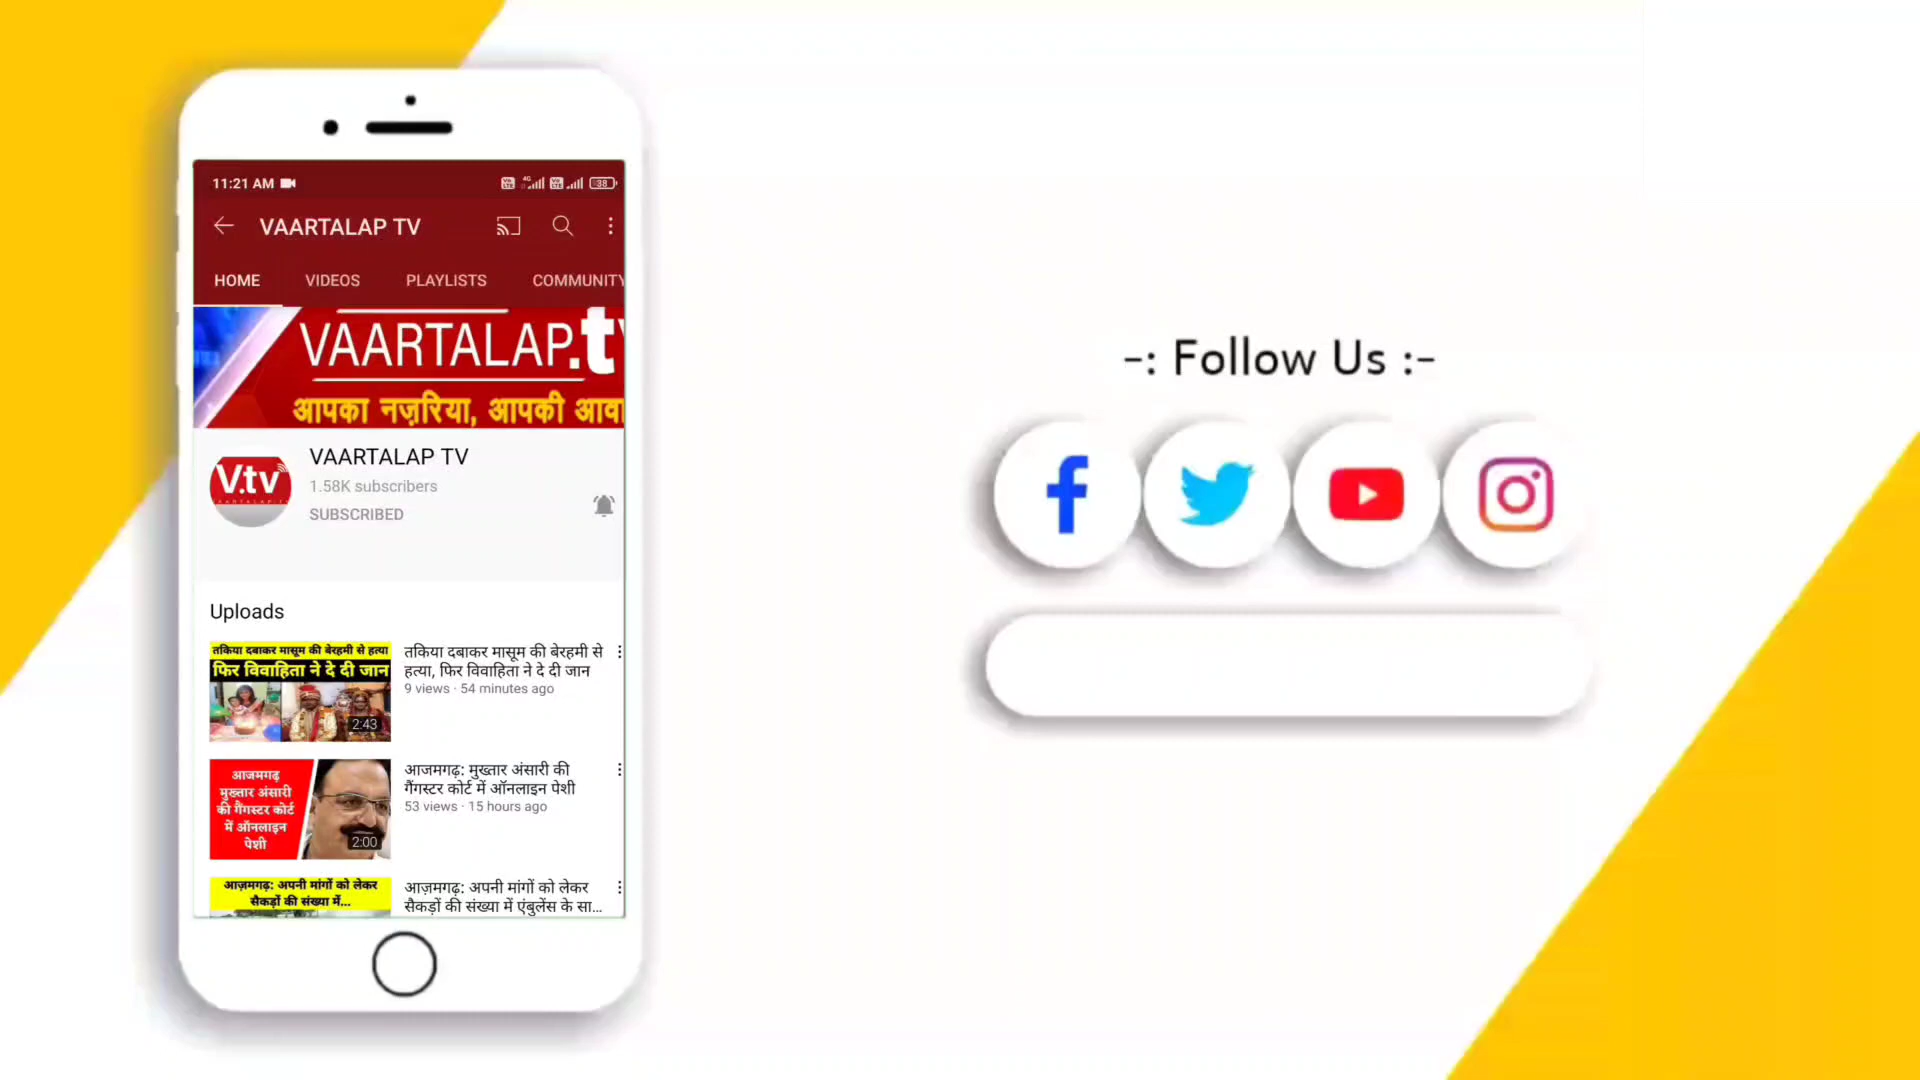 11:21 AM
4G
38
VAARTALAP TV
HOME VIDEOS PLAYLISTS COMMUNITY
VAARTALAP.t
आपका नज़रिया, आपकी आवा
V.tv
VAARTALAP TV
1.58K subscribers
SUBSCRIBED
Uploads
तकिया दबाकर मासूम की बेरहमी से हत्या
फिर विवाहिता ने दे दी जान
2:43
तकिया दबाकर मासूम की बेरहमी से
हत्या, फिर विवाहिता ने दे दी जान
9 views · 54 minutes ago
आजमगढ़
मुख्तार अंसारी
की गैंगस्टर कोर्ट
में ऑनलाइन
पेशी
2:00
आजमगढ़: मुख्तार अंसारी की
गैंगस्टर कोर्ट में ऑनलाइन पेशी
53 views · 15 hours ago
आज़मगढ़: अपनी मांगों को लेकर
सैकड़ों की संख्या में...
आज़मगढ़: अपनी मांगों को लेकर
सैकड़ों की संख्या में एंबुलेंस के सा...
-: Follow Us :-